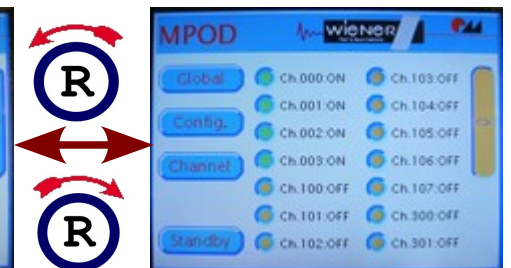 R
R
MPOD
WIENER
Global
Config.
Channel
Standby
Ch.000:ON
Ch.001:ON
Ch.002:ON
Ch.003:ON
Ch.100:OFF
Ch.101:OFF
Ch.102:OFF
Ch.103:OFF
Ch.104:OFF
Ch.105:OFF
Ch.106:OFF
Ch.107:OFF
Ch.300:OFF
Ch.301:OFF